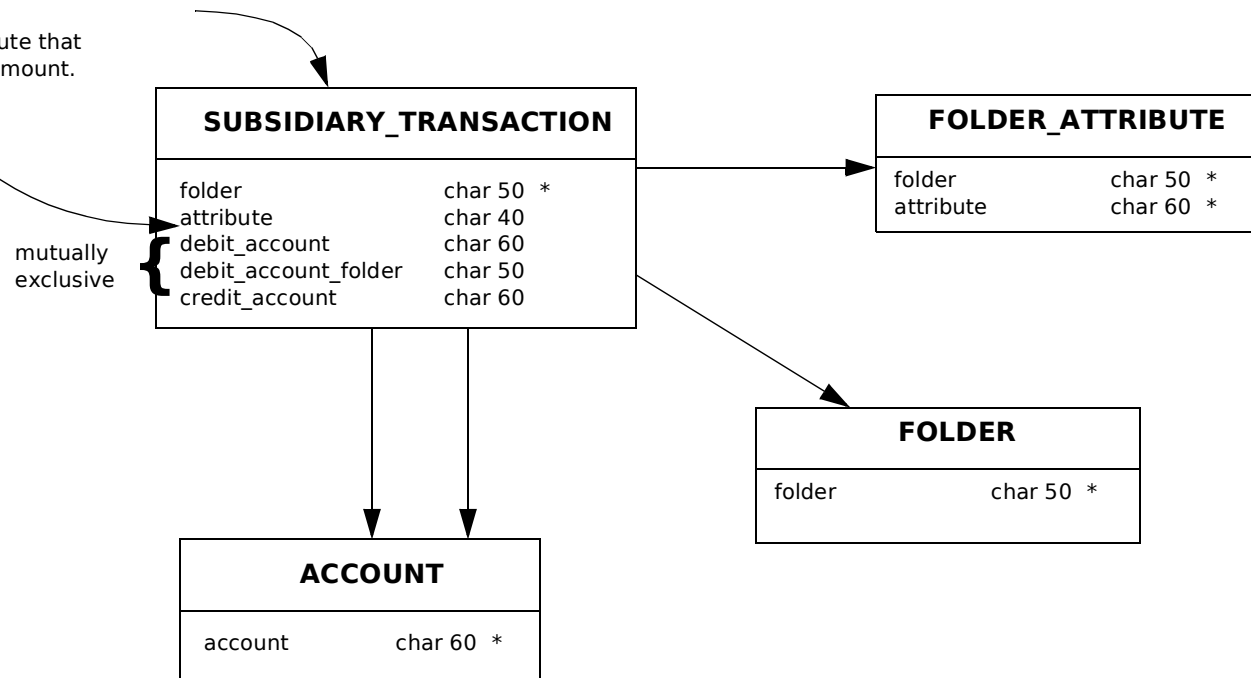 ute that
mount.
SUBSIDIARY_TRANSACTION
folder char 50 *
attribute char 40
debit_account char 60
debit_account_folder char 50
credit_account char 60
mutually
exclusive
{
FOLDER_ATTRIBUTE
folder char 50 *
attribute char 60 *
FOLDER
folder char 50 *
ACCOUNT
account char 60 *